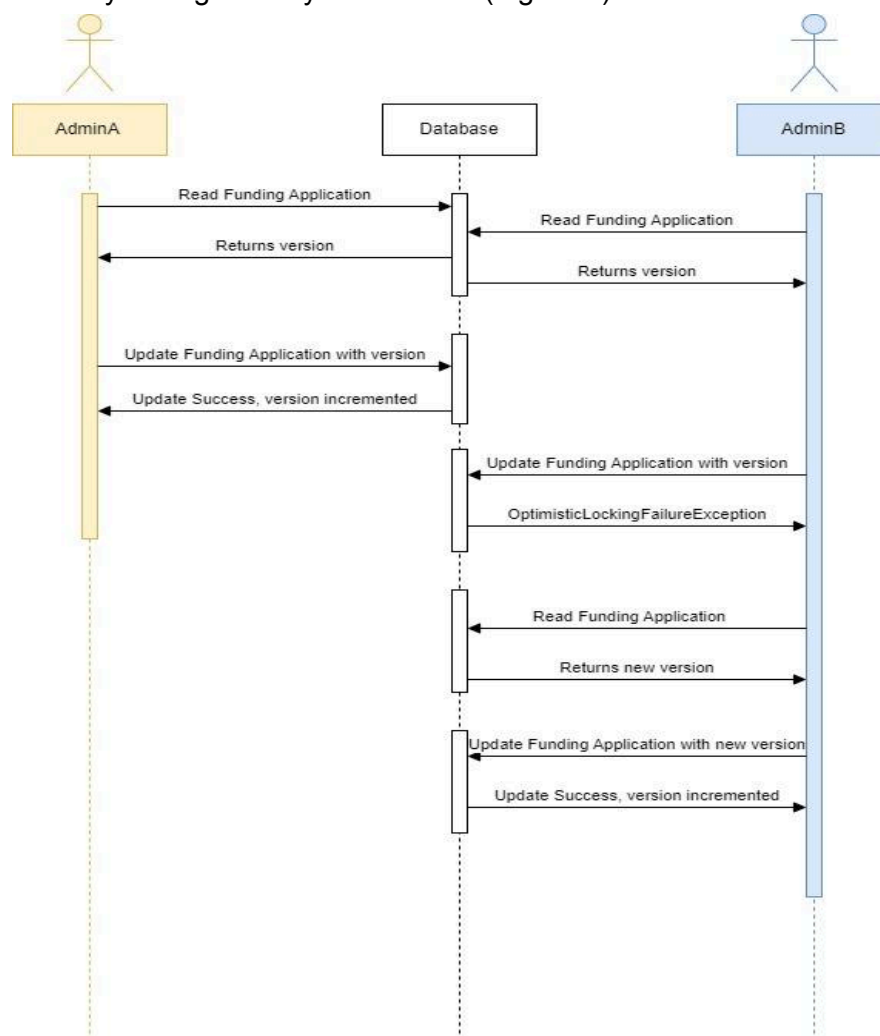 AdminA
Database
AdminB
Read Funding Application
Read Funding Application
Returns version
Returns version
Update Funding Application with version
Update Success, version incremented
Update Funding Application with version
OptimisticLockingFailureException
Read Funding Application
Returns new version
Update Funding Application with new version
Update Success, version incremented